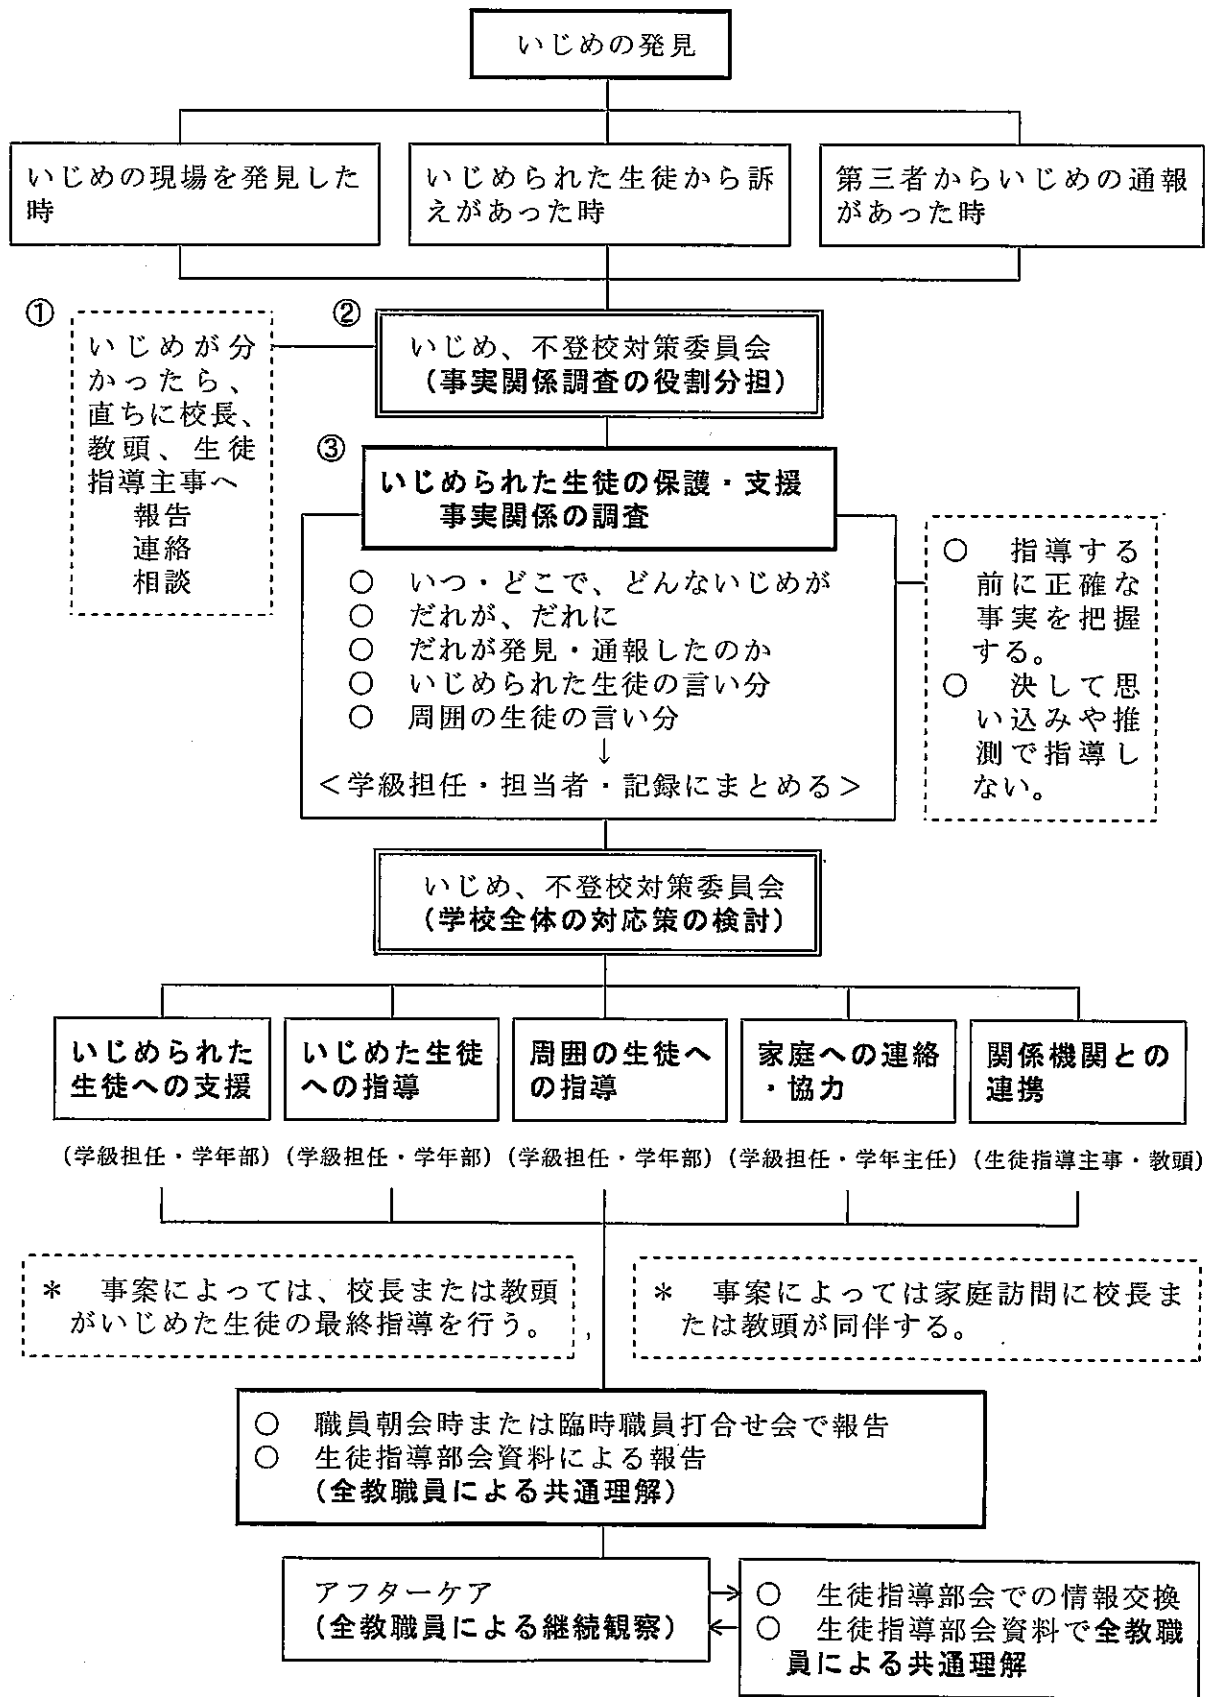 いじめの発見
いじめの現場を発見した
時
いじめられた生徒から訴
えがあった時
第三者からいじめの通報
があった時
①
いじめが分
かったら、
直ちに校長、
教頭、生徒
指導主事へ
報告
連絡
相談
②
いじめ、不登校対策委員会
(事実関係調査の役割分担)
③
いじめられた生徒の保護・支援
事実関係の調査
○ いつ・どこで、どんないじめが
○ だれが、だれに
○ だれが発見・通報したのか
○ いじめられた生徒の言い分
○ 周囲の生徒の言い分
↓
<学級担任・担当者・記録にまとめる>
○ 指導する
前に正確な
事実を把握
する。
○ 決して思
い込みや推
測で指導し
ない。
いじめ、不登校対策委員会
(学校全体の対応策の検討)
いじめられた
生徒への支援
いじめた生徒
への指導
周囲の生徒へ
の指導
家庭への連絡
・協力
関係機関との
連携
(学級担任・学年部)(学級担任・学年部)(学級担任・学年部)(学級担任・学年主任)(生徒指導主事・教頭)
＊ 事案によっては、校長または教頭
がいじめた生徒の最終指導を行う。
＊ 事案によっては家庭訪問に校長ま
たは教頭が同伴する。
○ 職員朝会時または臨時職員打合せ会で報告
○ 生徒指導部会資料による報告
(全教職員による共通理解)
アフターケア
(全教職員による継続観察)
○ 生徒指導部会での情報交換
○ 生徒指導部会資料で全教職
員による共通理解